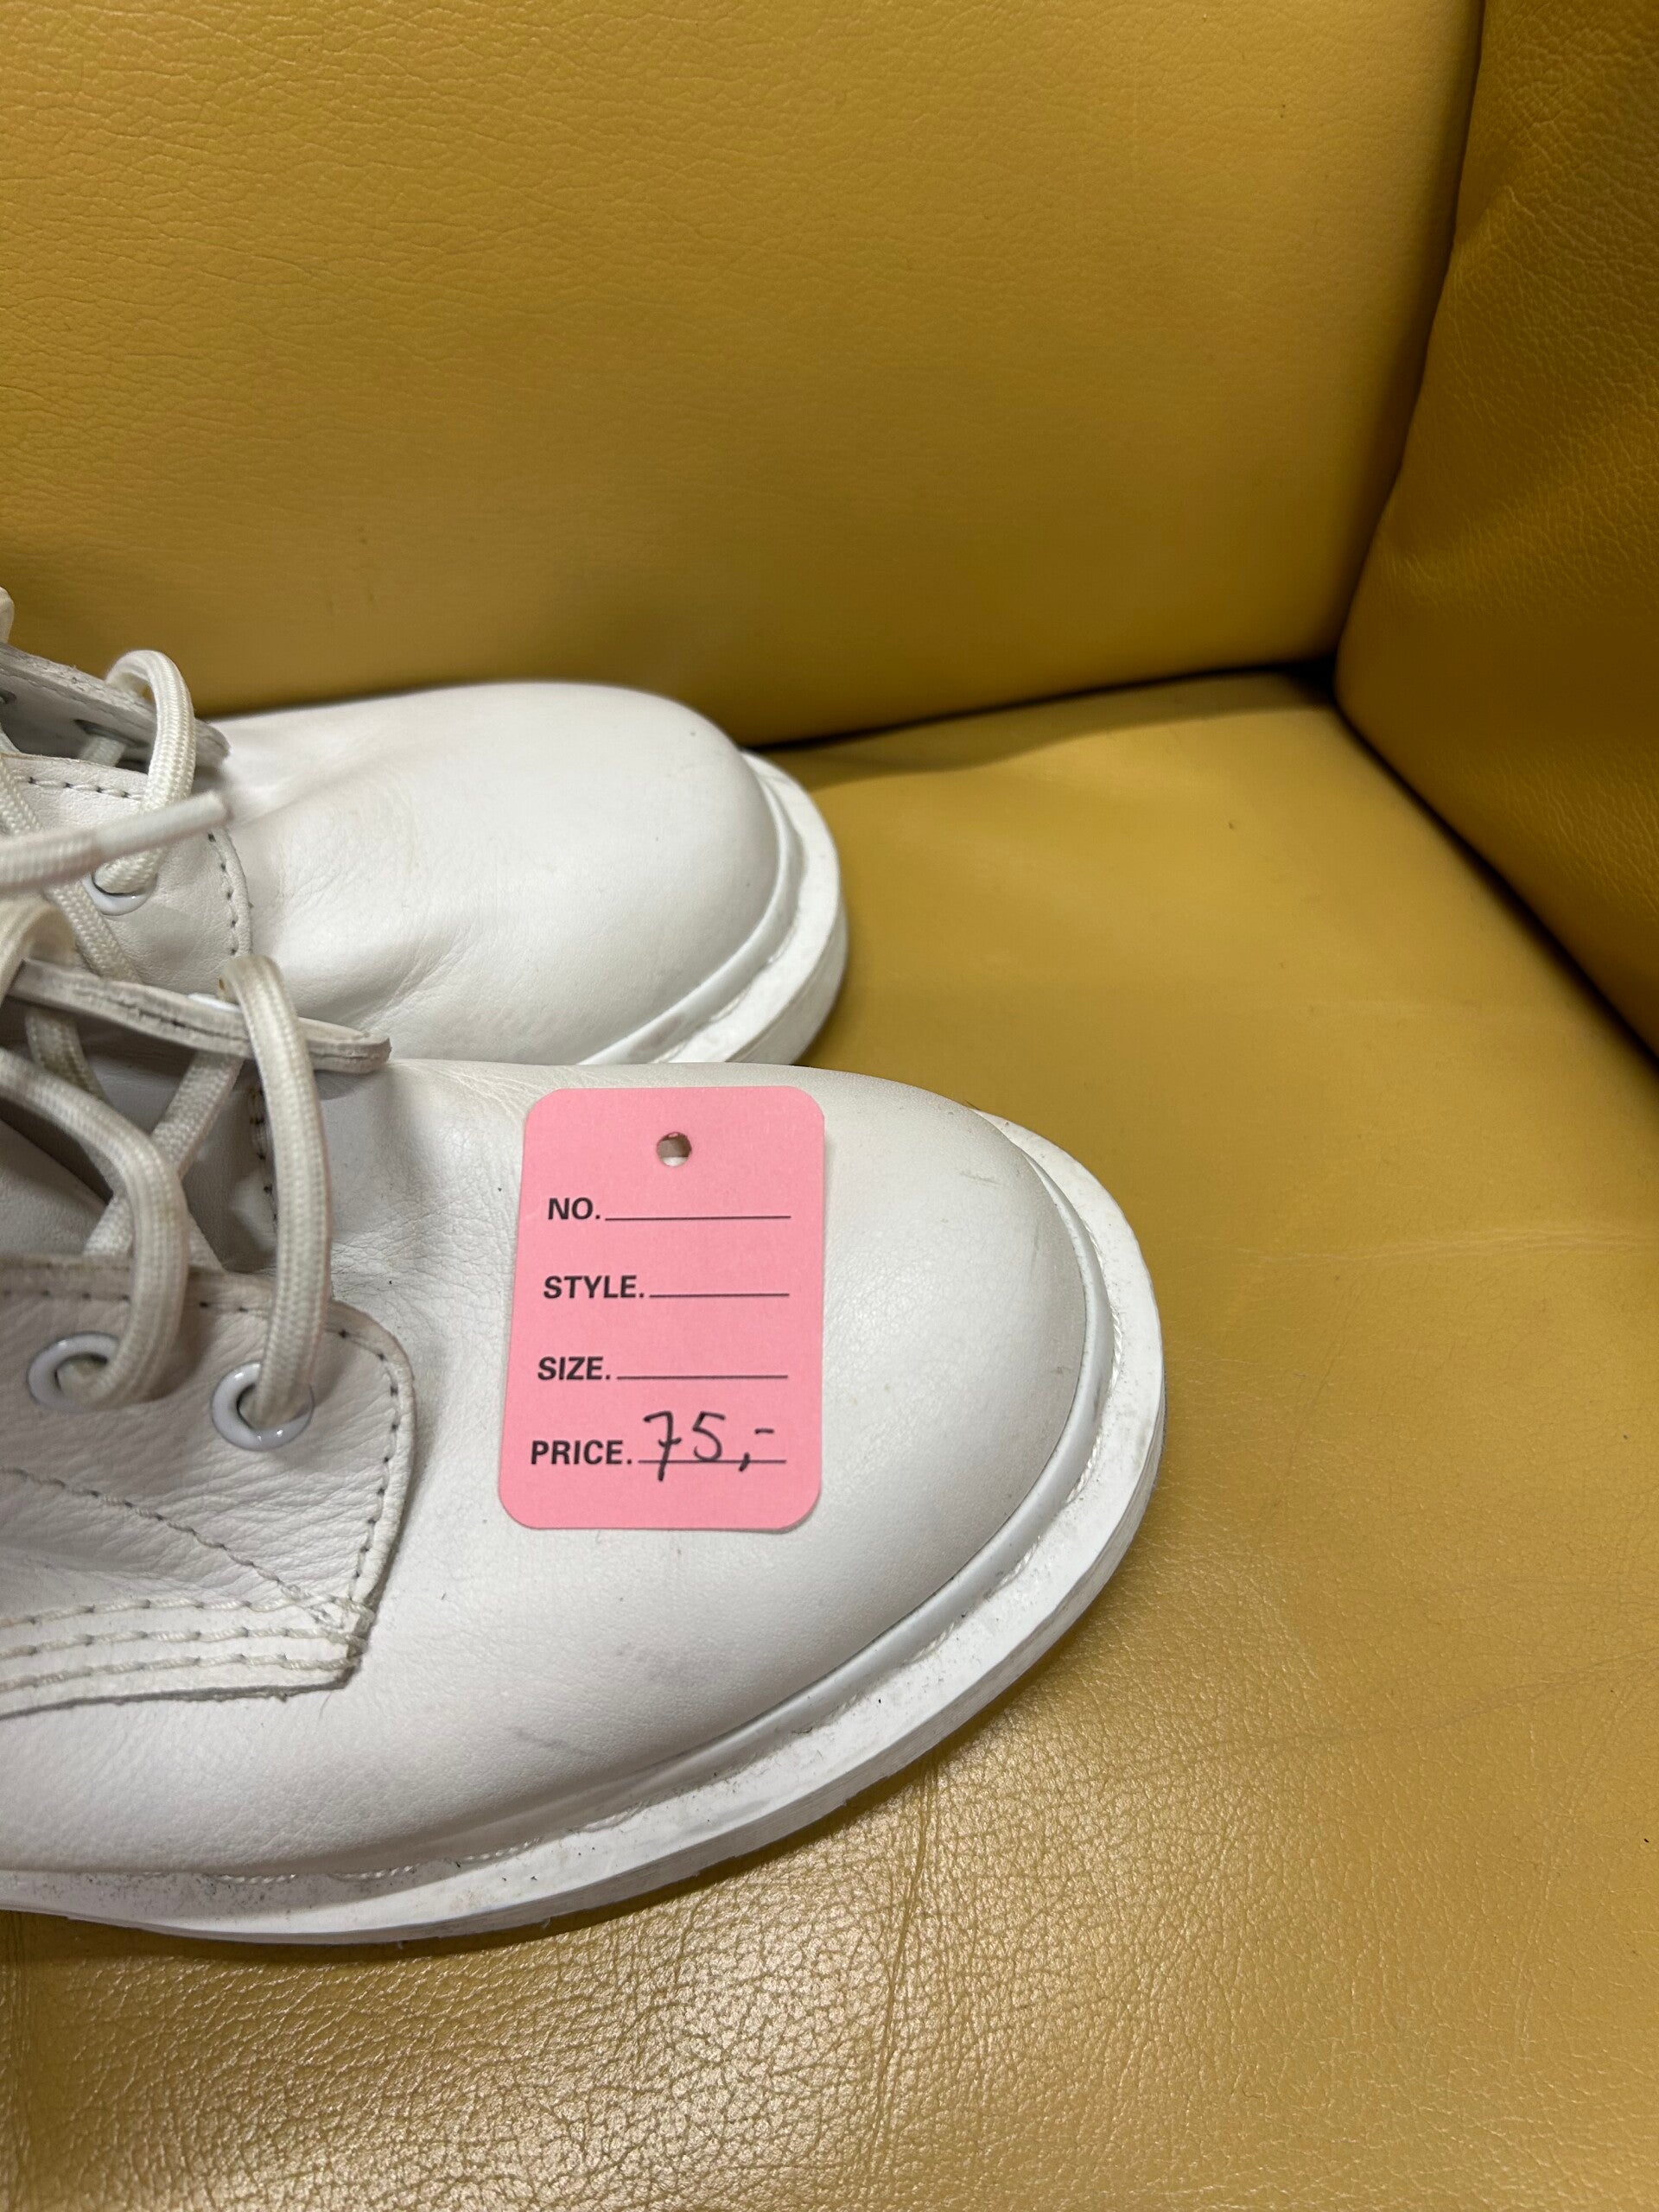 NO.
STYLE.
SIZE.
PRICE. 75,-